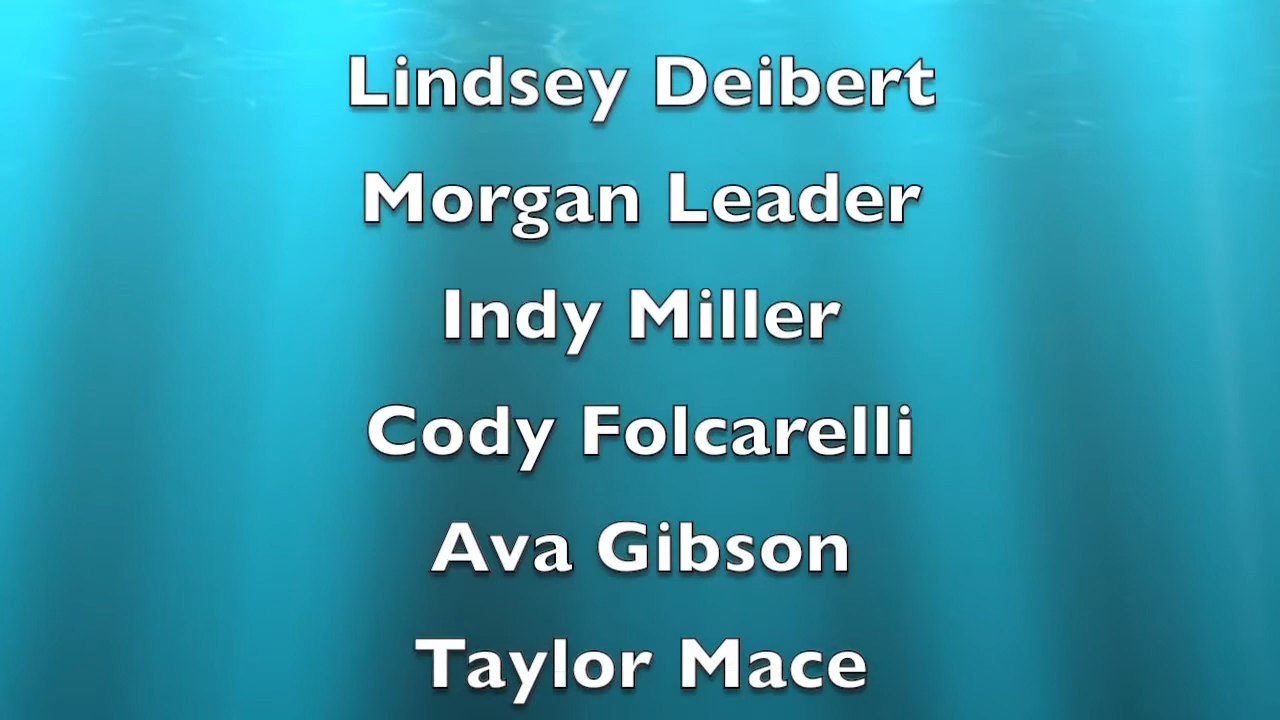 Lindsey Deibert
Morgan Leader
Indy Miller
Cody Folcarelli
Ava Gibson
Taylor Mace